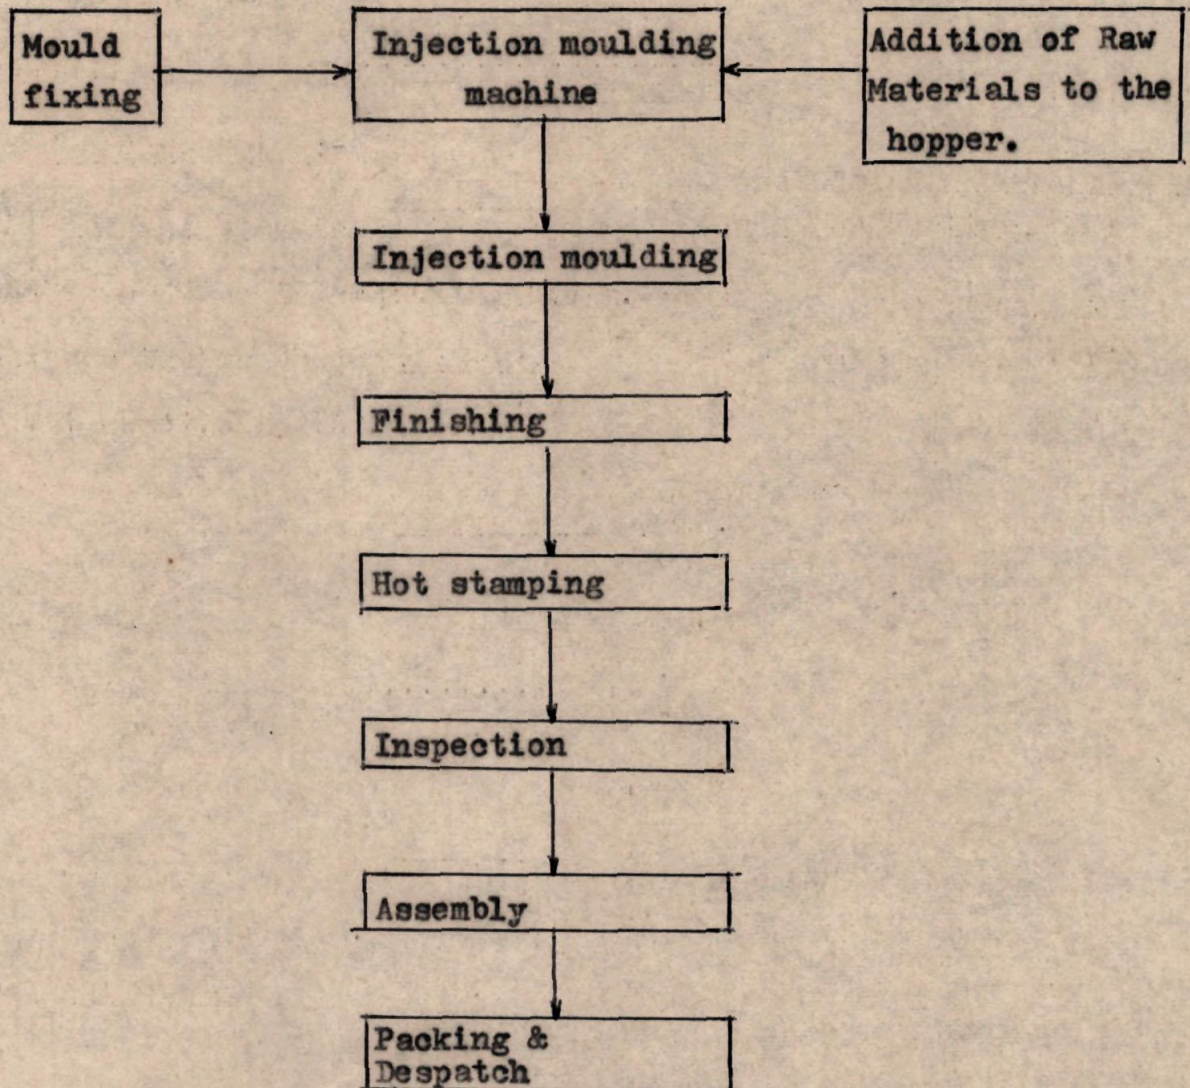 Mould
fixing
Injection moulding
machine
Addition of Raw
Materials to the
hopper.
Injection moulding
Finishing
Hot stamping
Inspection
Assembly
Packing &
Despatch